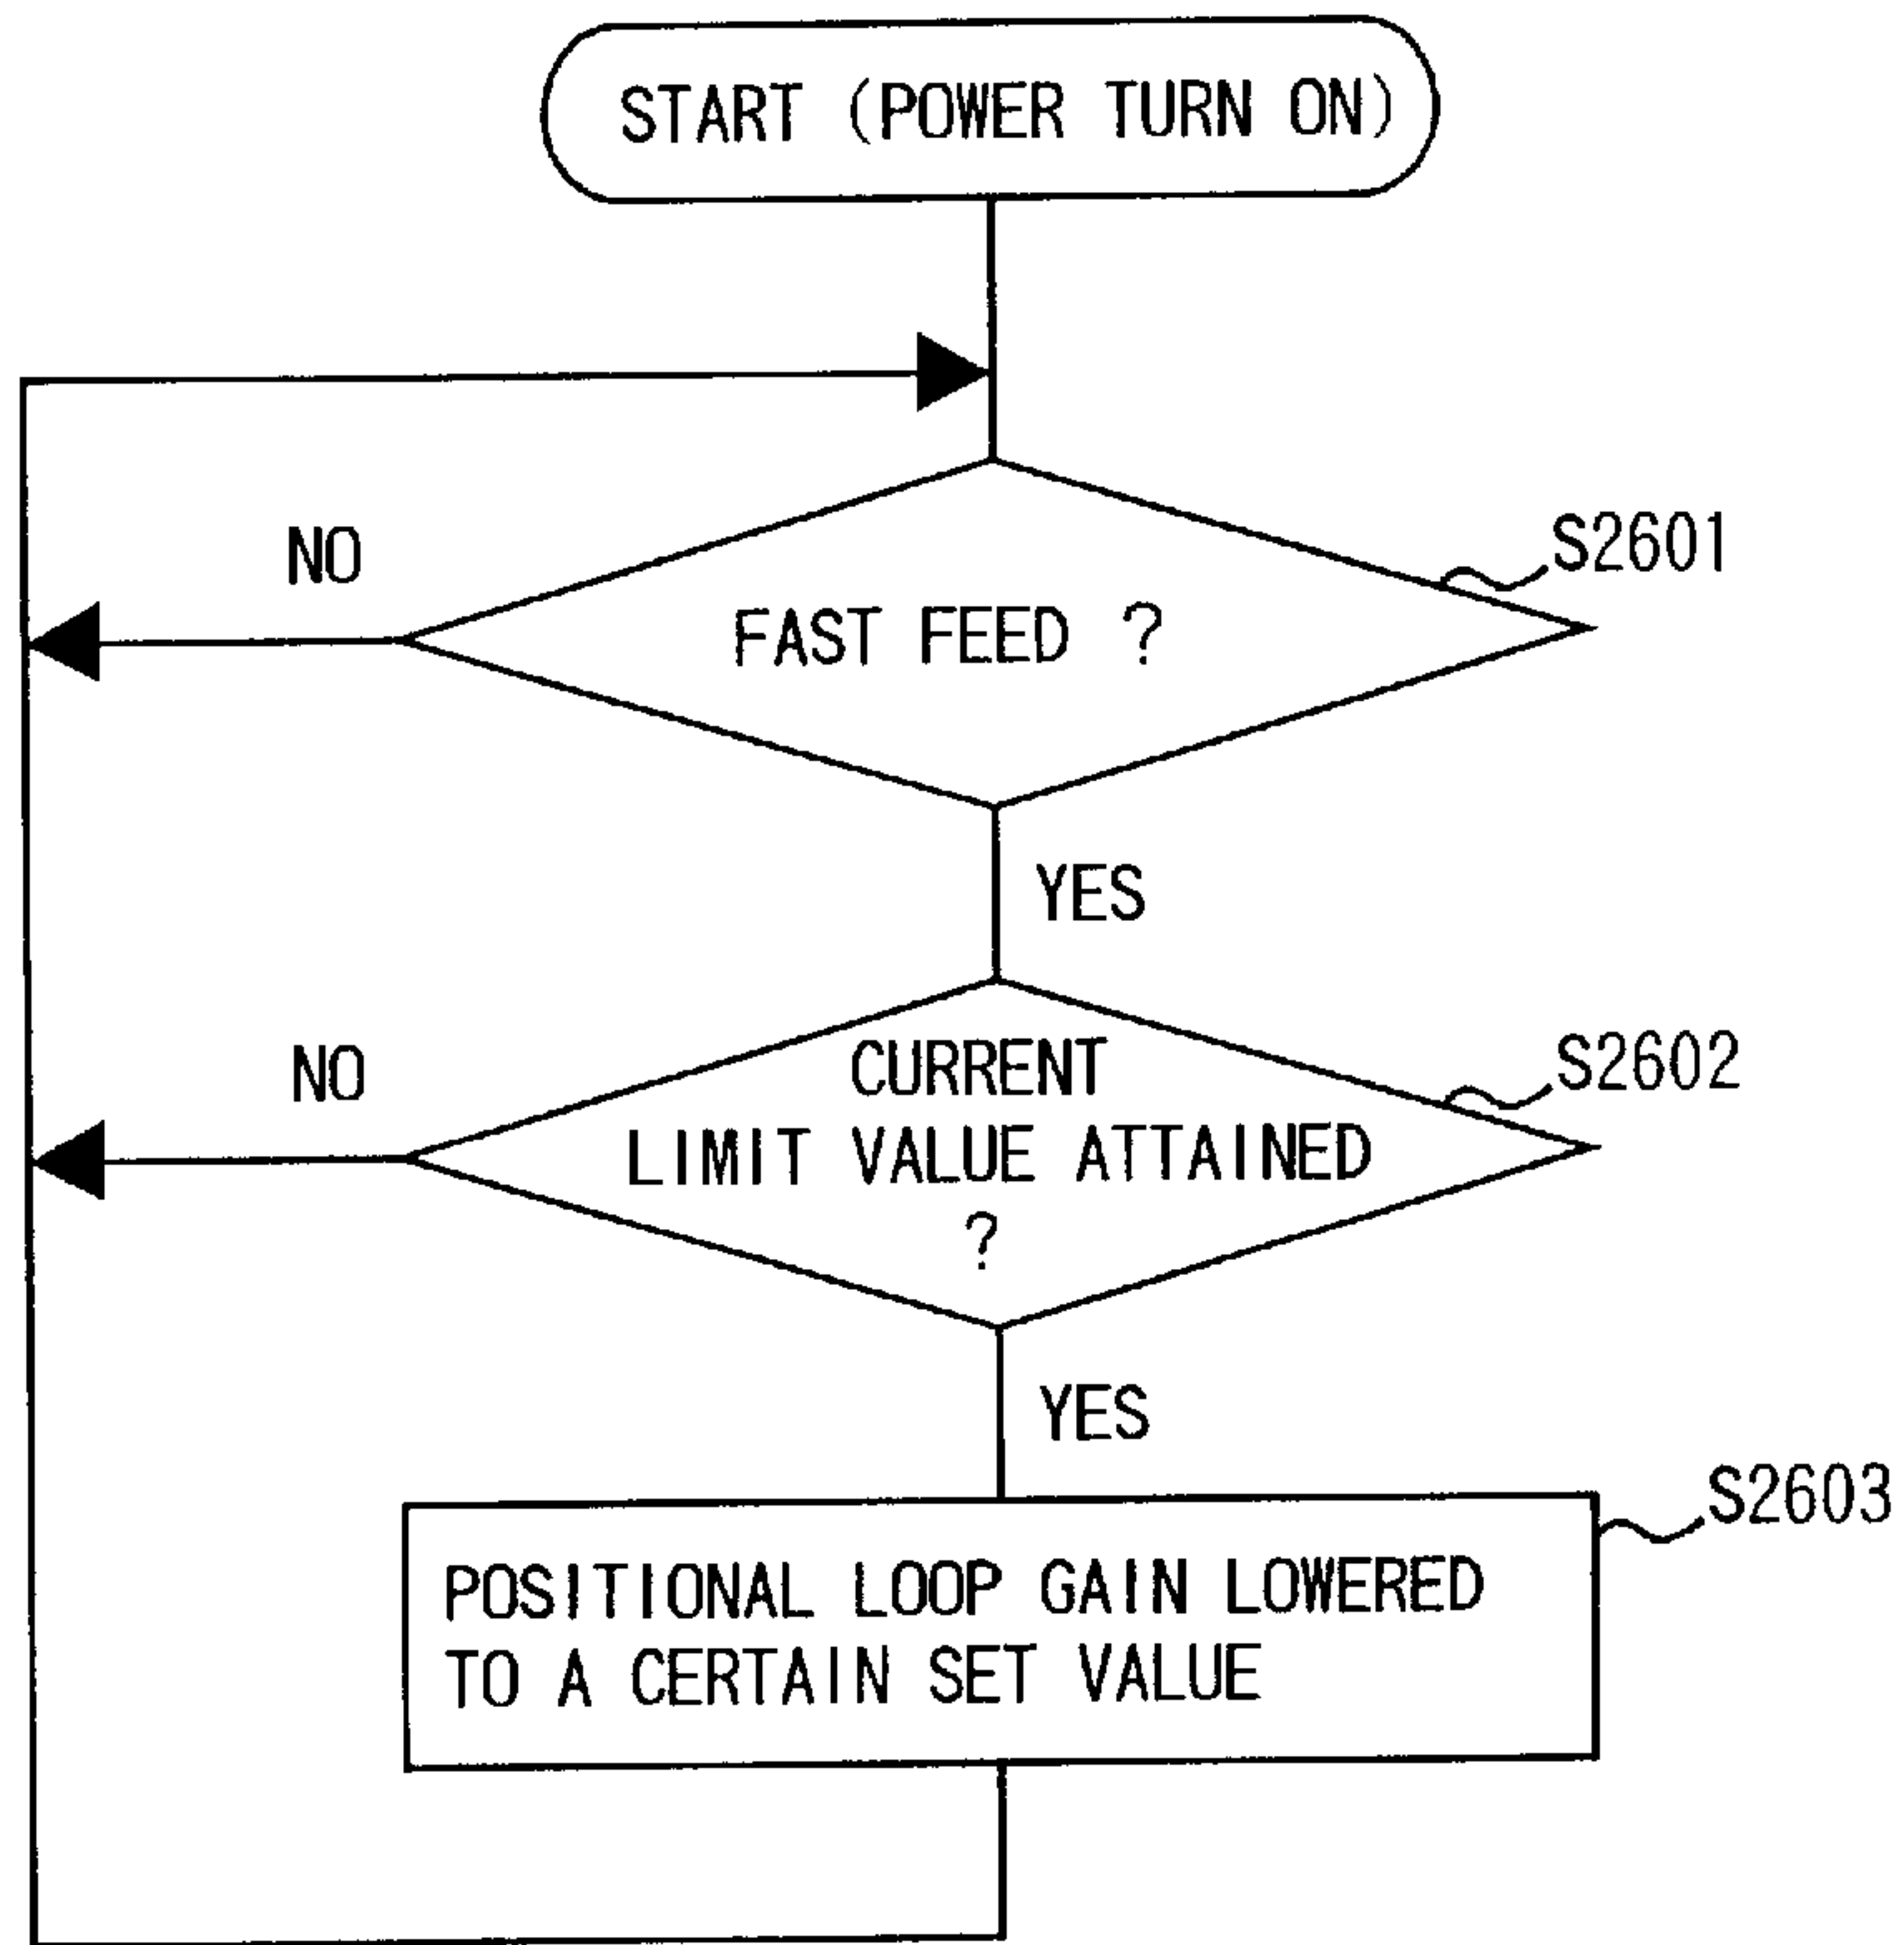 START (POWER TURN ON)
NO
S2601
FAST FEED ?
YES
NO
S2602
CURRENT
LIMIT VALUE ATTAINED
?
YES
S2603
POSITIONAL LOOP GAIN LOWERED
TO A CERTAIN SET VALUE